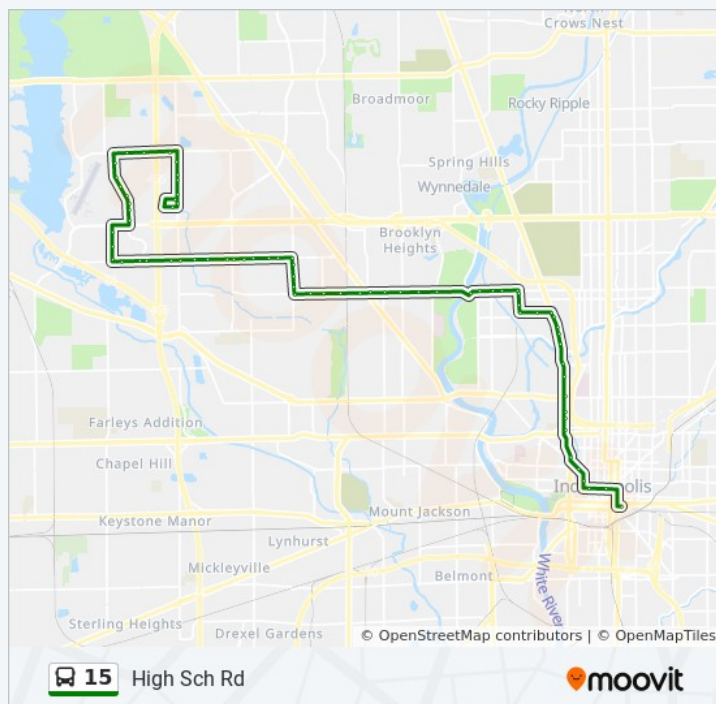 Crows Nest
Broadmoor
Rocky Ripple
Spring Hills
Wynnedale
Brooklyn
Heights
Farleys Addition
Chapel Hill
Keystone Manor
Mount Jackson
Lynhurst
Mickleyville
Belmont
White River
Sterling Heights
Drexel Gardens
© OpenStreetMap contributors | © OpenMapTiles
15 High Sch Rd
moovit